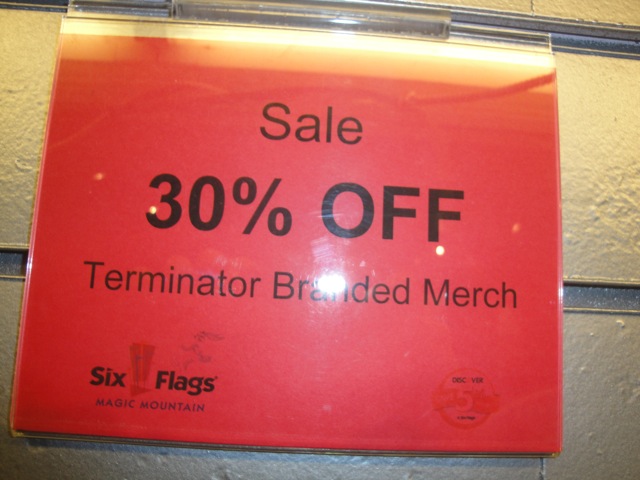 Sale
30% OFF
Terminator Branded Merch
Six Flags
MAGIC MOUNTAIN